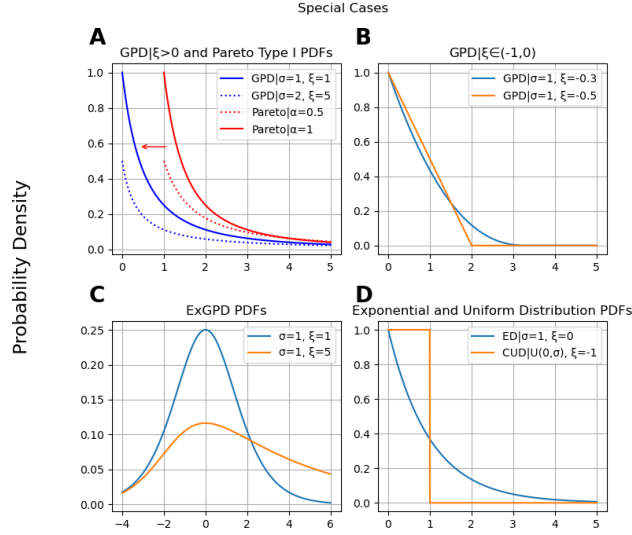 Special Cases
Probability Density
A
GPD|ξ>0 and Pareto Type I PDFs
GPD|σ=1, ξ=1
GPD|σ=2, ξ=5
Pareto|α=0.5
Pareto|α=1
1.0
0.8
0.6
0.4
0.2
0.0
0 1 2 3 4 5
B
GPD|ξ∈(-1,0)
GPD|σ=1, ξ=-0.3
GPD|σ=1, ξ=-0.5
1.0
0.8
0.6
0.4
0.2
0.0
0 1 2 3 4 5
C
ExGPD PDFs
σ=1, ξ=1
σ=1, ξ=5
0.25
0.20
0.15
0.10
0.05
0.00
−4 −2 0 2 4 6
D
Exponential and Uniform Distribution PDFs
ED|σ=1, ξ=0
CUD|U(0,σ), ξ=-1
1.0
0.8
0.6
0.4
0.2
0.0
0 1 2 3 4 5